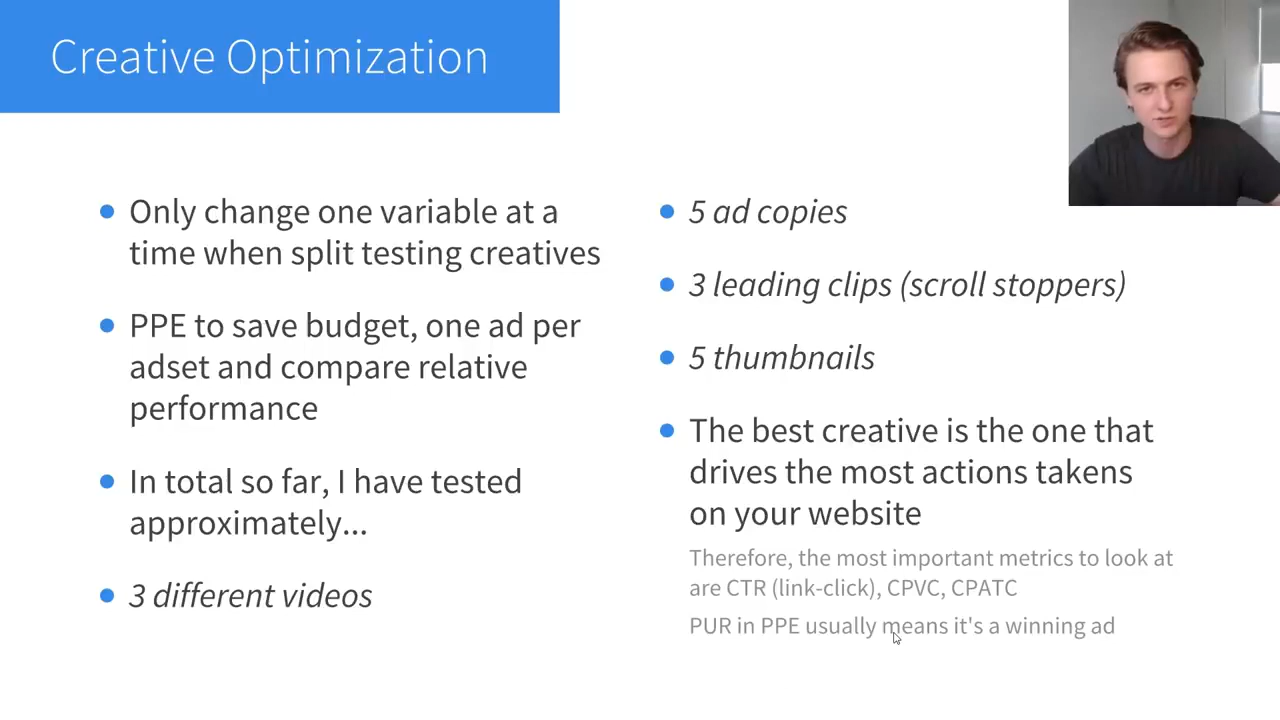 Creative Optimization
Only change one variable at a
time when split testing creatives
PPE to save budget, one ad per
adset and compare relative
performance
In total so far, I have tested
approximately...
3 different videos
5 ad copies
3 leading clips (scroll stoppers)
5 thumbnails
The best creative is the one that
drives the most actions takens
on your website
Therefore, the most important metrics to look at
are CTR (link-click), CPVC, CPATC
PUR in PPE usually means it's a winning ad